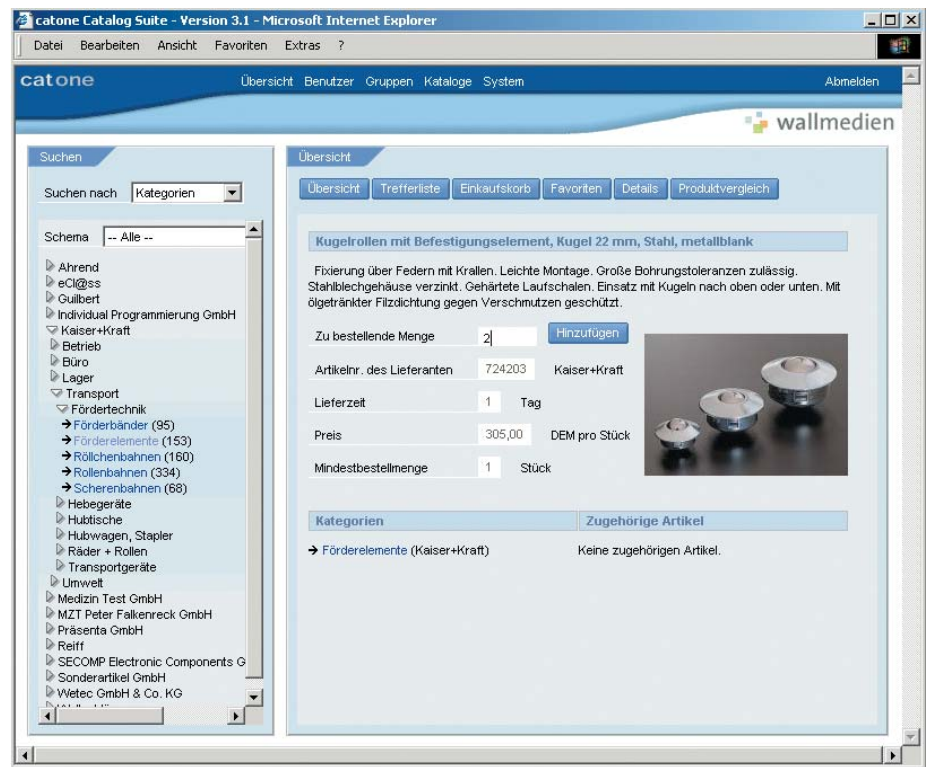 catone Catalog Suite - Version 3.1 - Microsoft Internet Explorer
Datei Bearbeiten Ansicht Favoriten Extras ?
catone
Übersicht Benutzer Gruppen Kataloge System
Abmelden
wallmedien
Suchen
Suchen nach Kategorien
Schema -- Alle --
Ahrend
eCl@ss
Guilbert
Individual Programmierung GmbH
Kaiser+Kraft
Betrieb
Büro
Lager
Transport
Fördertechnik
Förderbänder (95)
Förderelemente (153)
Röllchenbahnen (160)
Rollenbahnen (334)
Scherenbahnen (68)
Hebegeräte
Hubtische
Hubwagen, Stapler
Räder + Rollen
Transportgeräte
Umwelt
Medizin Test GmbH
MZT Peter Falkenreck GmbH
Präsenta GmbH
Reiff
SECOMP Electronic Components G
Sonderartikel GmbH
Wetec GmbH & Co. KG
Übersicht
Übersicht Trefferliste Einkaufskorb Favoriten Details Produktvergleich
Kugelrollen mit Befestigungselement, Kugel 22 mm, Stahl, metallblank
Fixierung über Federn mit Krallen. Leichte Montage. Große Bohrungstoleranzen zulässig.
Stahlblechgehäuse verzinkt. Gehärtete Laufschalen. Einsatz mit Kugeln nach oben oder unten. Mit
ölgetränkter Filzdichtung gegen Verschmutzen geschützt.
Zu bestellende Menge 2 Hinzufügen
Artikelnr. des Lieferanten 724203 Kaiser+Kraft
Lieferzeit 1 Tag
Preis 305,00 DEM pro Stück
Mindestbestellmenge 1 Stück
Kategorien Zugehörige Artikel
Förderelemente (Kaiser+Kraft) Keine zugehörigen Artikel.